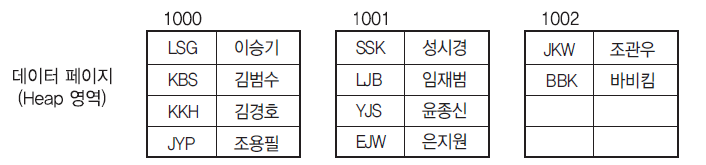 1000 1001 1002
LSG 이승기 SSK 성시경 JKW 조관우
데이터 페이지 KBS 김범수 LJB 임재범 BBK 바비킴
(Heap 영역) KKH 김경호 YJS 윤종신
JYP 조용필 EJW 은지원